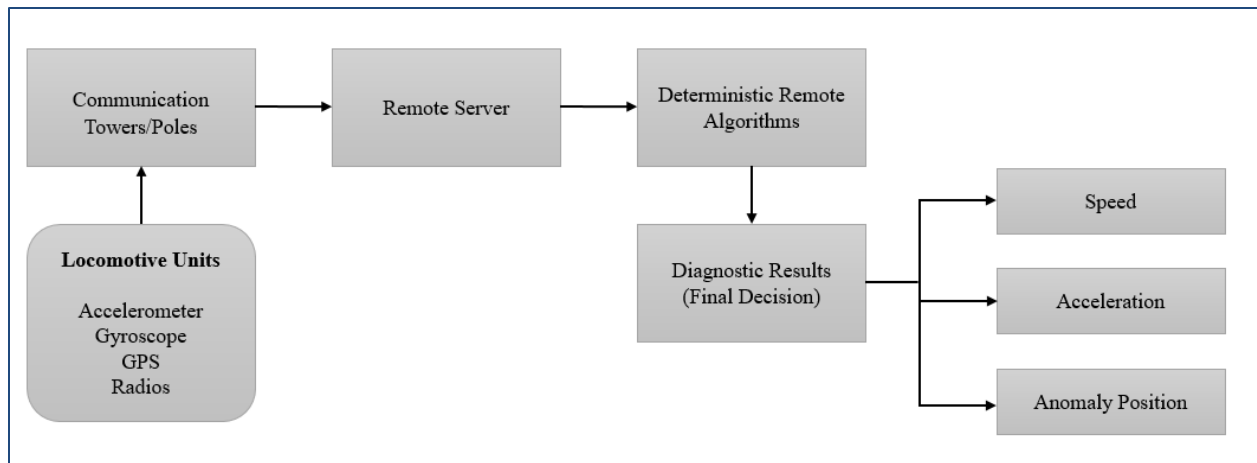 Communication
Towers/Poles
Remote Server
Deterministic Remote
Algorithms
Locomotive Units
Accelerometer
Gyroscope
GPS
Radios
Diagnostic Results
(Final Decision)
Speed
Acceleration
Anomaly Position